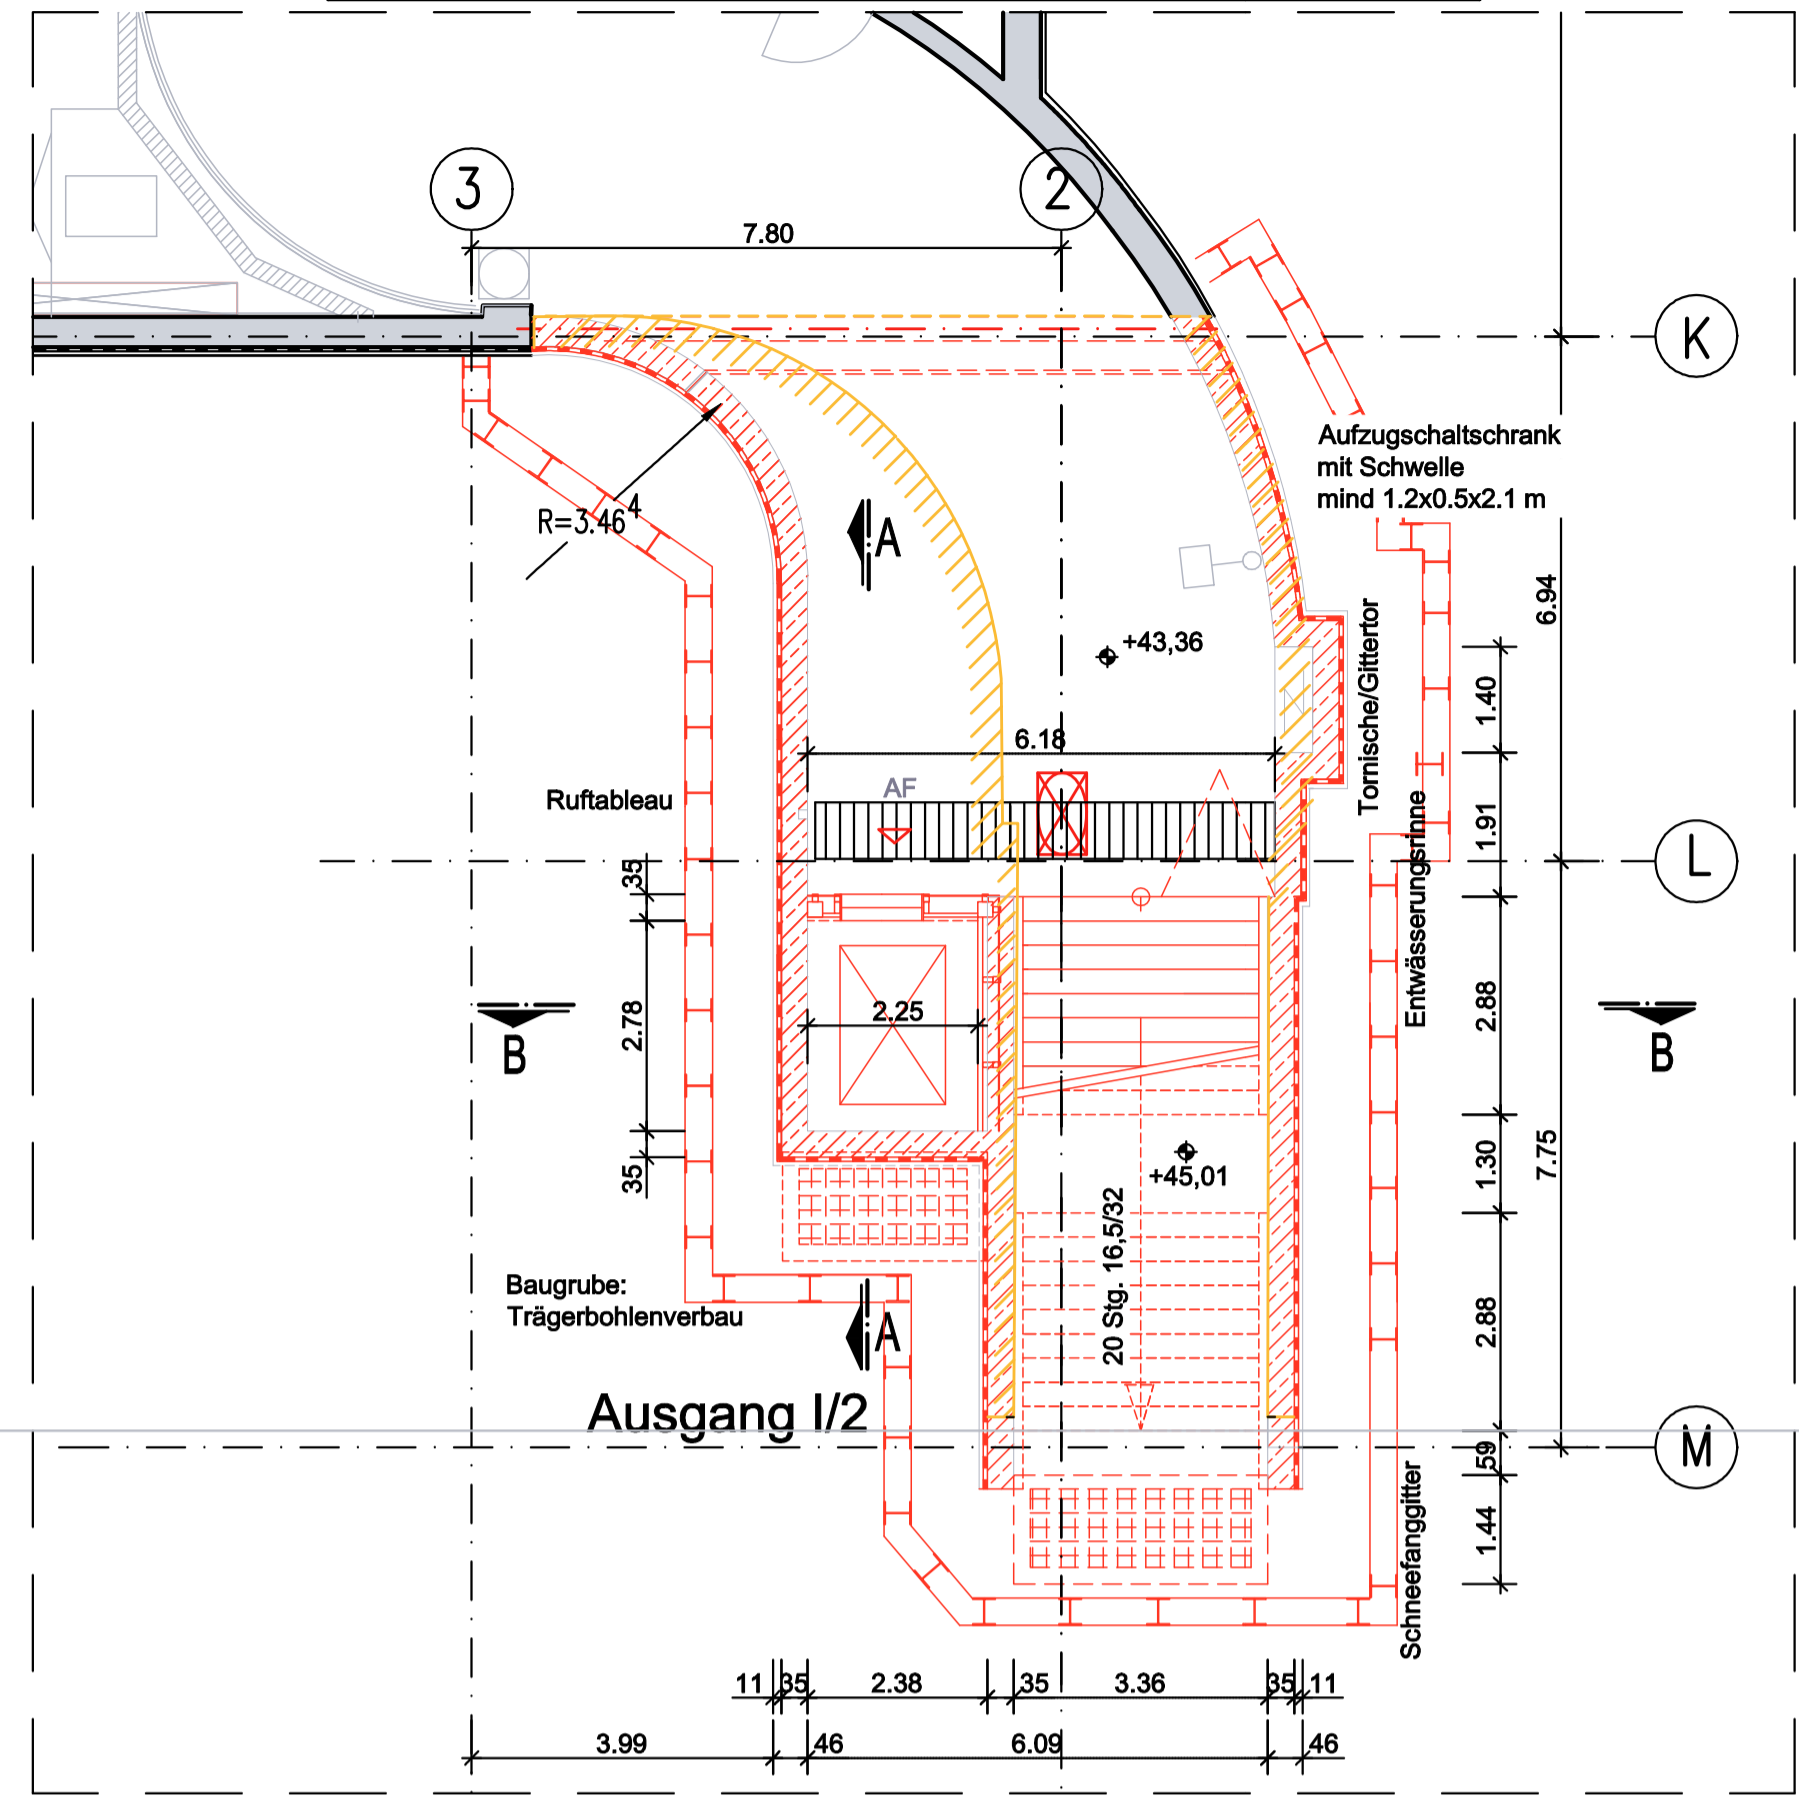 3
2
7.80
K
Aufzugschaltschrank
mit Schwelle
mind 1.2x0.5x2.1 m
R=3.46⁴
A
6.94
+43,36
Tornische/Gittertor
1.40
6.18
AF
Ruftableau
1.91
Entwässerungsrinne
L
35
2.78
35
2.25
B
B
2.88
+45,01
1.30
7.75
20 Stg. 16,5/32
Baugrube:
Trägerbohlenverbau
A
2.88
Ausgang I/2
M
59
1.44
Schneefanggitter
11
35
2.38
35
3.36
35
11
3.99
46
6.09
46